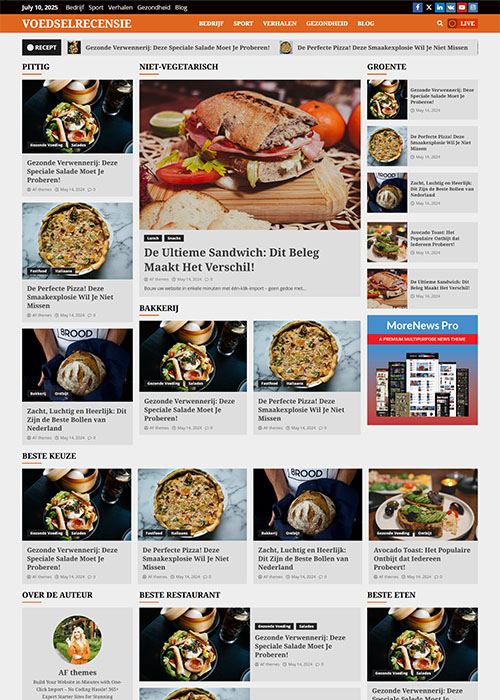 July 10, 2025 Bedrijf Sport Verhalen Gezondheid Blog
VOEDSELRECENSIE
BEDRIJF SPORT VERHALEN GEZONDHEID BLOG
LIVE
RECEPT
Gezonde Verwennerij: Deze Speciale Salade Moet Je Proberen!
De Perfecte Pizza! Deze Smaakexplosie Wil Je Niet Missen
PITTIG
Gezonde Voeding Salades
Gezonde Verwennerij: Deze
Speciale Salade Moet Je
Proberen!
AF themes May 14, 2024 0
Fastfood Italiaans
De Perfecte Pizza! Deze
Smaakexplosie Wil Je Niet
Missen
AF themes May 14, 2024 0
BROOD
Bakkerij Ontbijt
Zacht, Luchtig en Heerlijk: Dit
Zijn de Beste Bollen van
Nederland
AF themes May 14, 2024 0
NIET-VEGETARISCH
Lunch Snacks
De Ultieme Sandwich: Dit Beleg
Maakt Het Verschil!
AF themes May 14, 2024 0
Bouw uw website in enkele minuten met één-klik-import – geen gedoe met...
BAKKERIJ
Gezonde Voeding Salades
Gezonde Verwennerij: Deze
Speciale Salade Moet Je
Proberen!
AF themes May 14, 2024 0
Fastfood Italiaans
De Perfecte Pizza! Deze
Smaakexplosie Wil Je Niet
Missen
AF themes May 14, 2024 0
GROENTE
Gezonde Verwennerij: Deze
Speciale Salade Moet Je
Proberen!
May 14, 2024
De Perfecte Pizza! Deze
Smaakexplosie Wil Je Niet
Missen
May 14, 2024
Zacht, Luchtig en Heerlijk:
Dit Zijn de Beste Bollen van
Nederland
May 14, 2024
Avocado Toast: Het
Populaire Ontbijt dat
Iedereen Probeert!
May 14, 2024
De Ultieme Sandwich: Dit
Beleg Maakt Het Verschil!
May 14, 2024
MoreNews Pro
A PREMIUM MULTIPURPOSE NEWS THEME
BESTE KEUZE
Gezonde Voeding Salades
Gezonde Verwennerij: Deze
Speciale Salade Moet Je
Proberen!
AF themes May 14, 2024 0
Fastfood Italiaans
De Perfecte Pizza! Deze
Smaakexplosie Wil Je Niet
Missen
AF themes May 14, 2024 0
BROOD
Bakkerij Ontbijt
Zacht, Luchtig en Heerlijk:
Dit Zijn de Beste Bollen van
Nederland
AF themes May 14, 2024 0
Gezonde Voeding Ontbijt
Avocado Toast: Het Populaire
Ontbijt dat Iedereen
Probeert!
AF themes May 14, 2024 0
OVER DE AUTEUR
AF themes
Build Your Website in Minutes with One-
Click Import – No Coding Hassle! 365+
Expert Starter Sites for Stunning
BESTE RESTAURANT
Gezonde Voeding Salades
Gezonde Verwennerij: Deze
Speciale Salade Moet Je
Proberen!
AF themes May 14, 2024 0
BESTE ETEN
Gezonde Voeding Salades
Gezonde Verwennerij: Deze
Speciale Salade Moet Je